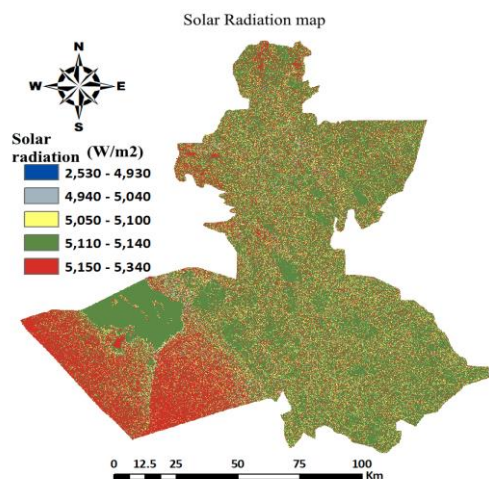 Solar Radiation map
N
W E
S
Solar
radiation (W/m2)
2,530 - 4,930
4,940 - 5,040
5,050 - 5,100
5,110 - 5,140
5,150 - 5,340
0 12.5 25 50 75 100
Km